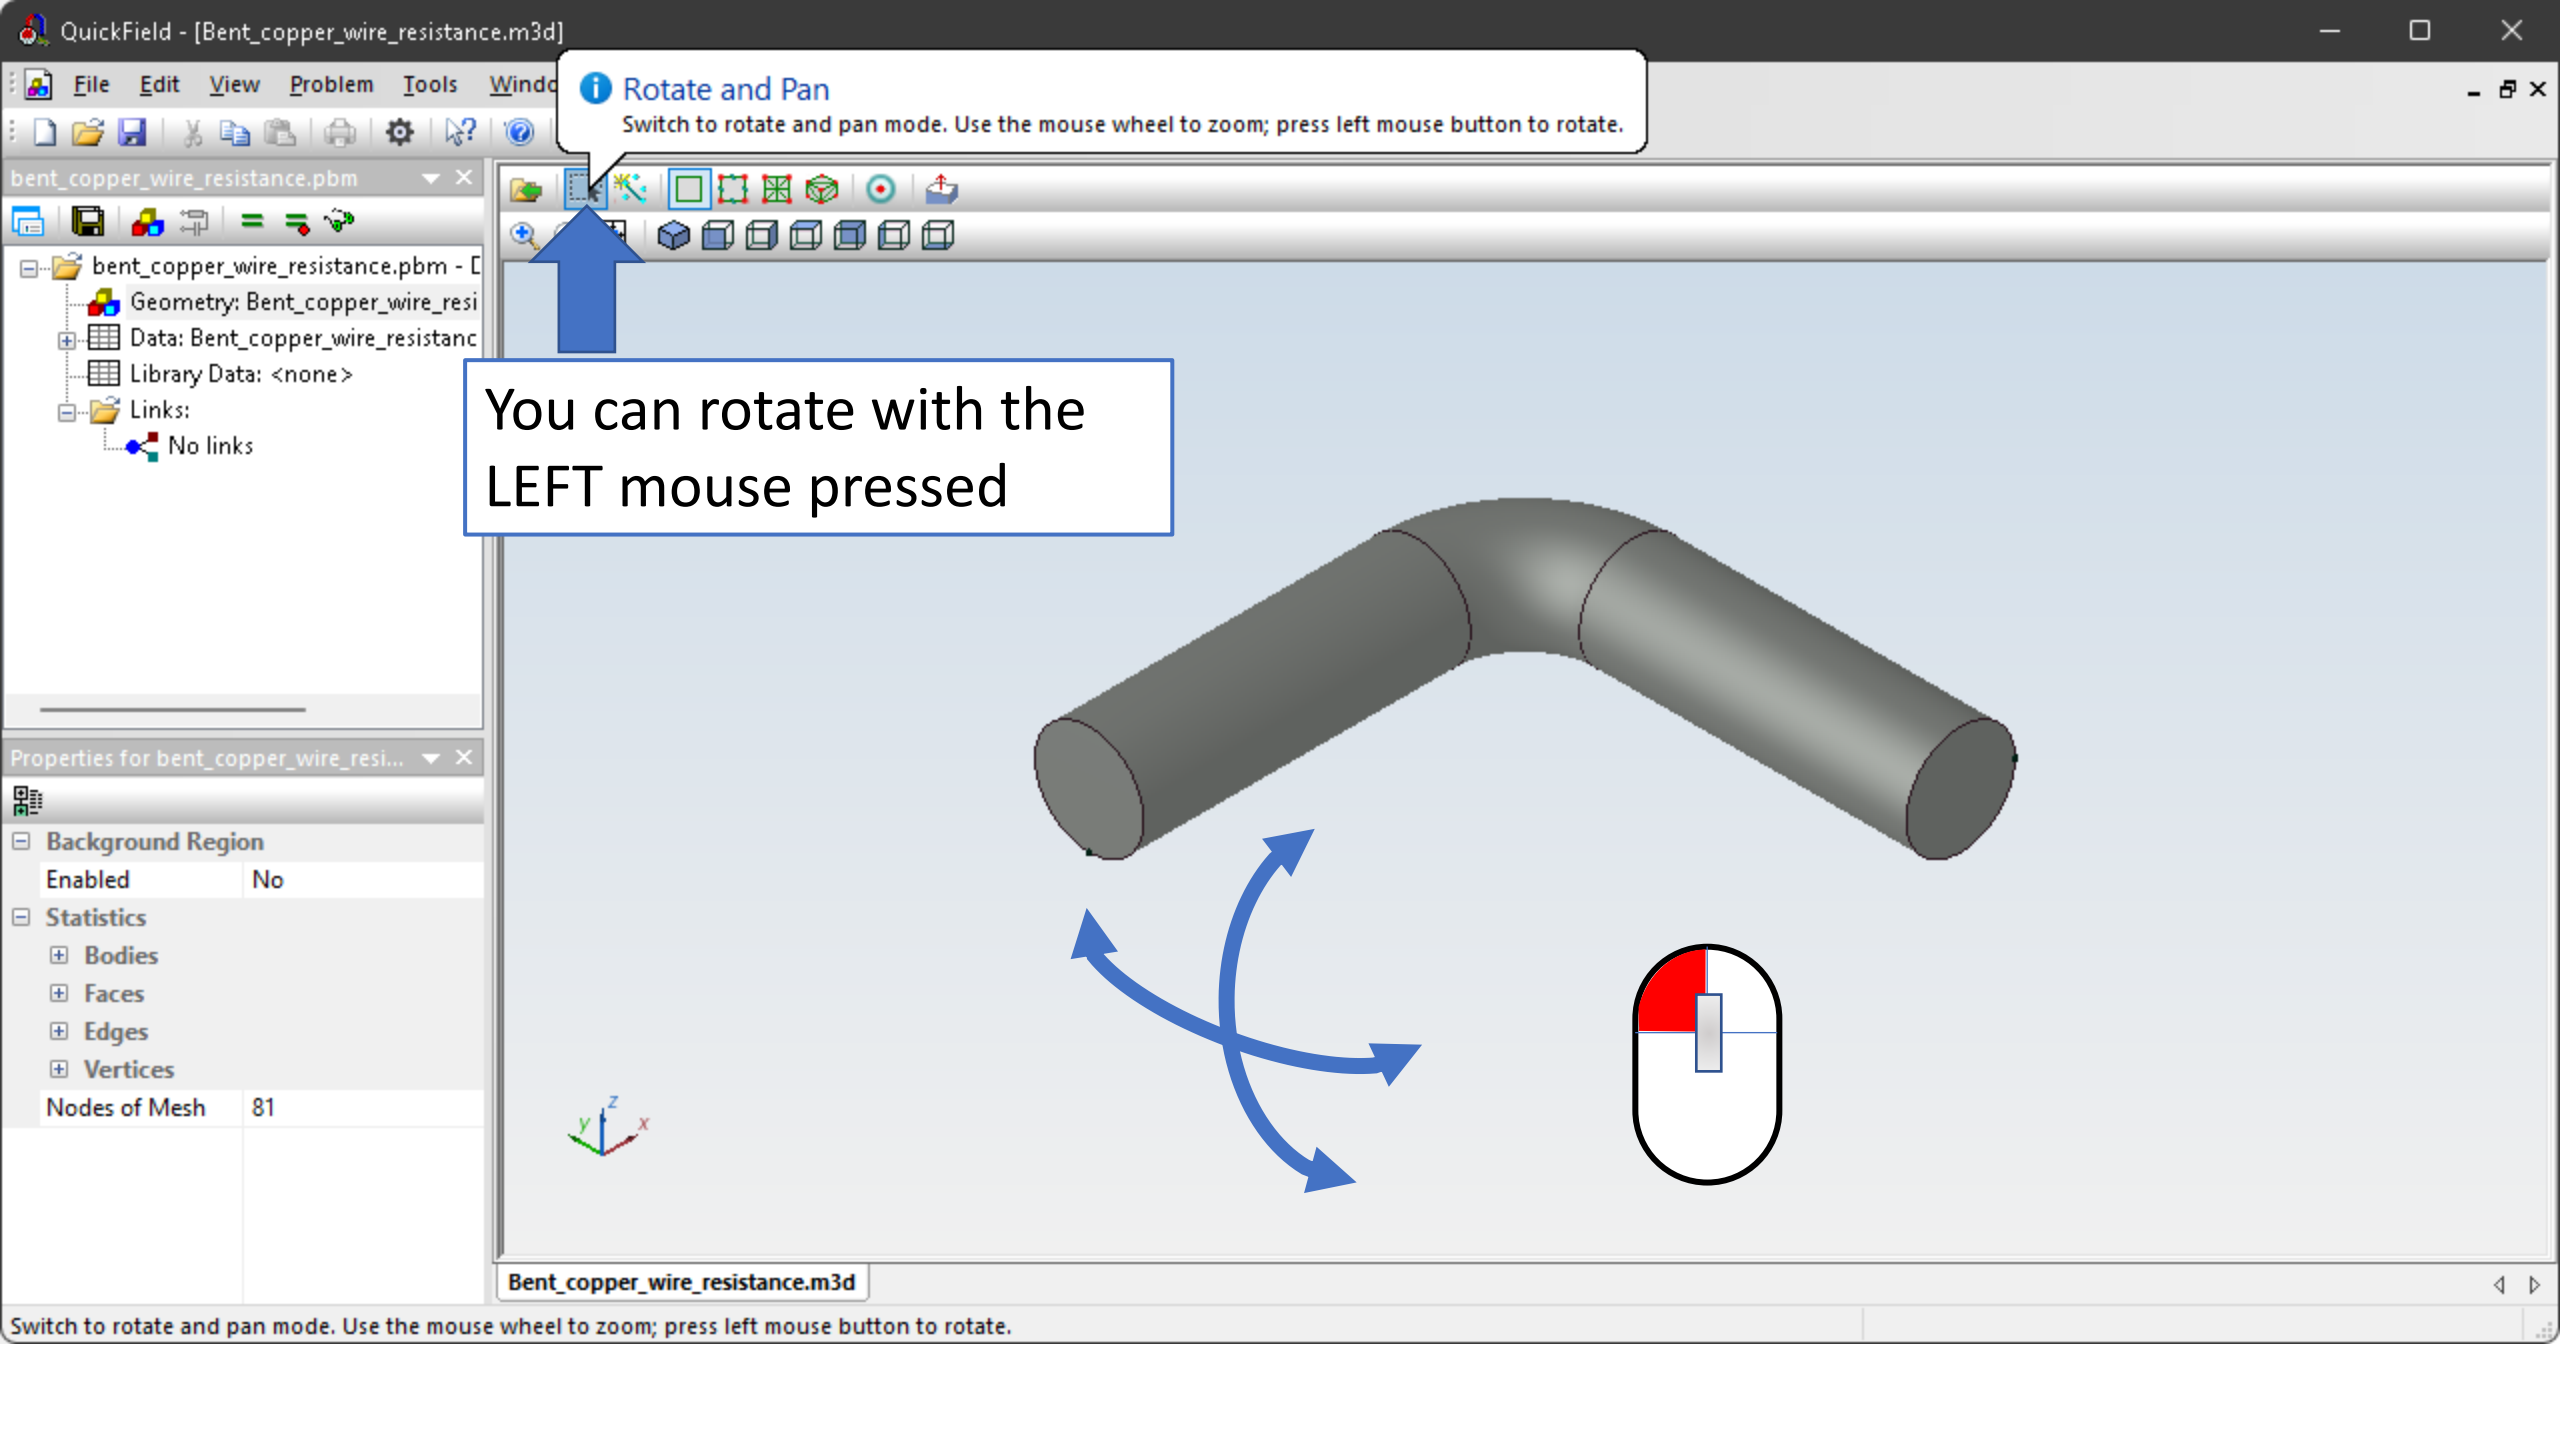 QuickField - [Bent_copper_wire_resistance.m3d]
File Edit View Problem Tools Windo
Rotate and Pan
Switch to rotate and pan mode. Use the mouse wheel to zoom; press left mouse button to rotate.
bent_copper_wire_resistance.pbm
bent_copper_wire_resistance.pbm - D
Geometry: Bent_copper_wire_resi
Data: Bent_copper_wire_resistanc
Library Data: <none>
Links:
No links
You can rotate with the
LEFT mouse pressed
Properties for bent_copper_wire_resi...
Background Region
Enabled No
Statistics
Bodies
Faces
Edges
Vertices
Nodes of Mesh 81
z
y x
Bent_copper_wire_resistance.m3d
Switch to rotate and pan mode. Use the mouse wheel to zoom; press left mouse button to rotate.